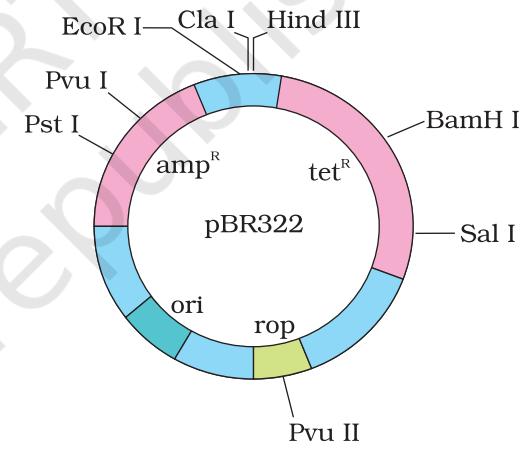 EcoR I
Cla I
Hind III
Pvu I
Pst I
BamH I
amp^R
tet^R
pBR322
Sal I
ori
rop
Pvu II